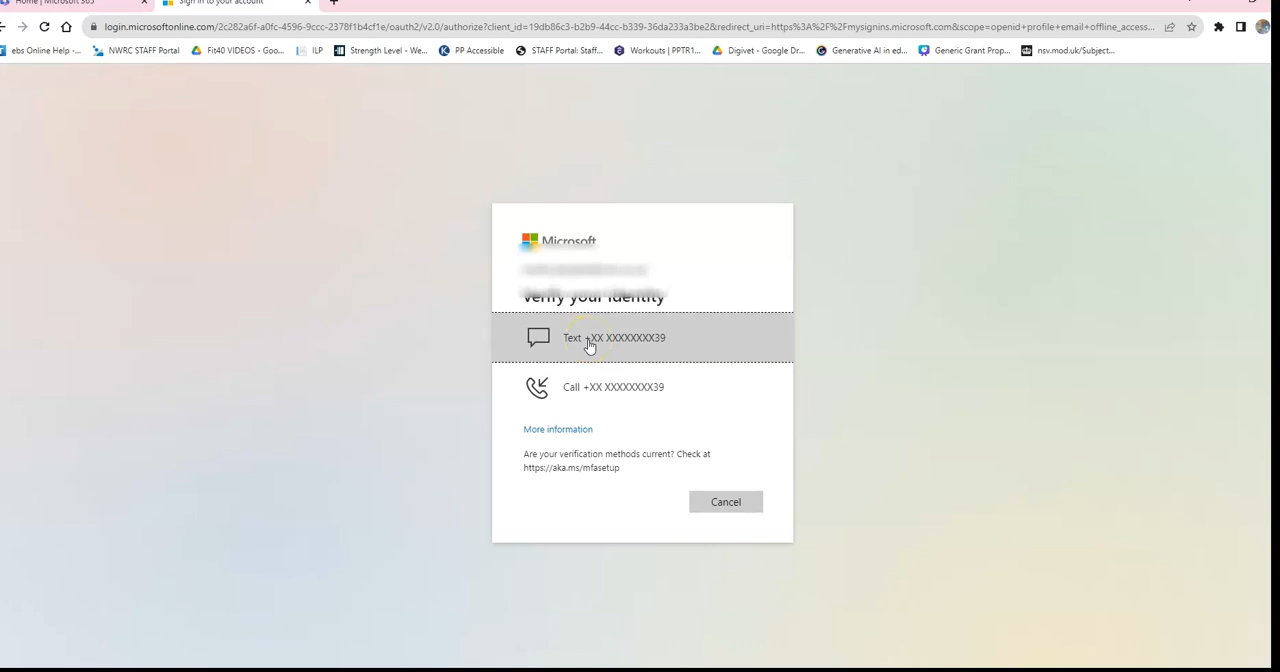 Home | Microsoft 365
Sign in to your account
login.microsoftonline.com/2c282a6f-a0fc-4596-9ccc-2378f1b4cf1e/oauth2/v2.0/authorize?client_id=19db86c3-b2b9-44cc-b339-36da233a3be2&redirect_uri=https%3A%2F%2Fmysignins.microsoft.com&scope=openid+profile+email+offline_access...
ebs Online Help -... NWRC STAFF Portal Fit40 VIDEOS - Goo... ILP Strength Level - We... PP Accessible STAFF Portal: Staff... Workouts | PPTR1... Digivet - Google Dr... Generative AI in ed... Generic Grant Prop... nsv.mod.uk/Subject...
Microsoft
Verify your identity
Text +XX XXXXXXXX39
Call +XX XXXXXXXX39
More information
Are your verification methods current? Check at
https://aka.ms/mfasetup
Cancel